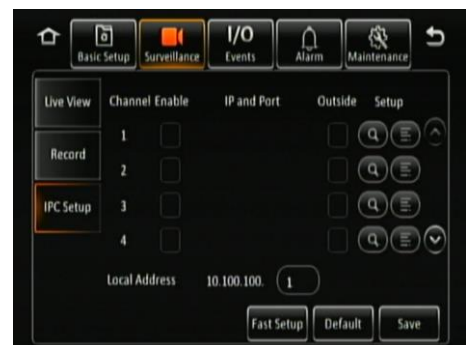 Basic Setup
Surveillance
I/O
Events
Alarm
Maintenance
Live View
Record
IPC Setup
Channel Enable IP and Port Outside Setup
1
2
3
4
Local Address 10.100.100. 1
Fast Setup Default Save